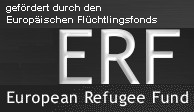 gefördert durch den
Europäischen Flüchtlingsfonds
ERF
European Refugee Fund